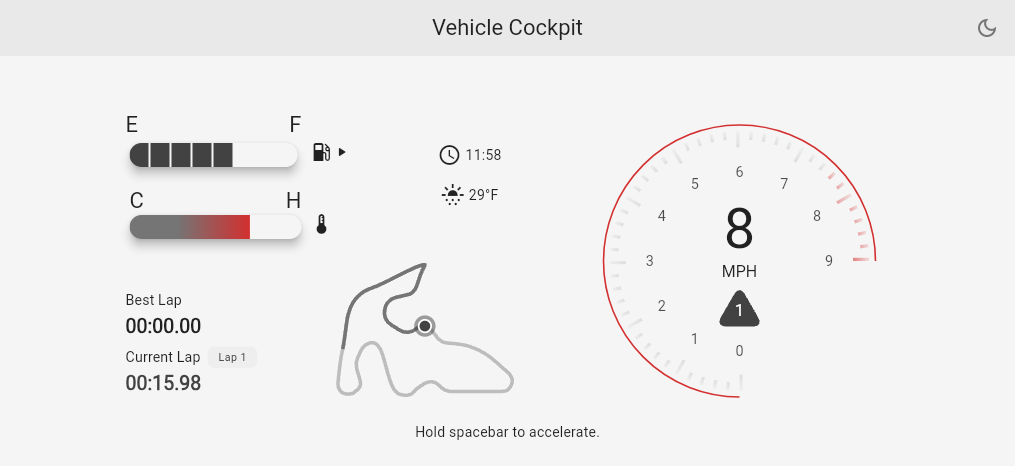 Vehicle Cockpit
E F
C H
11:58
29°F
Best Lap
00:00.00
Current Lap Lap 1
00:15.98
6
5 7
4 8
3 9
2
1
0
8
MPH
1
Hold spacebar to accelerate.